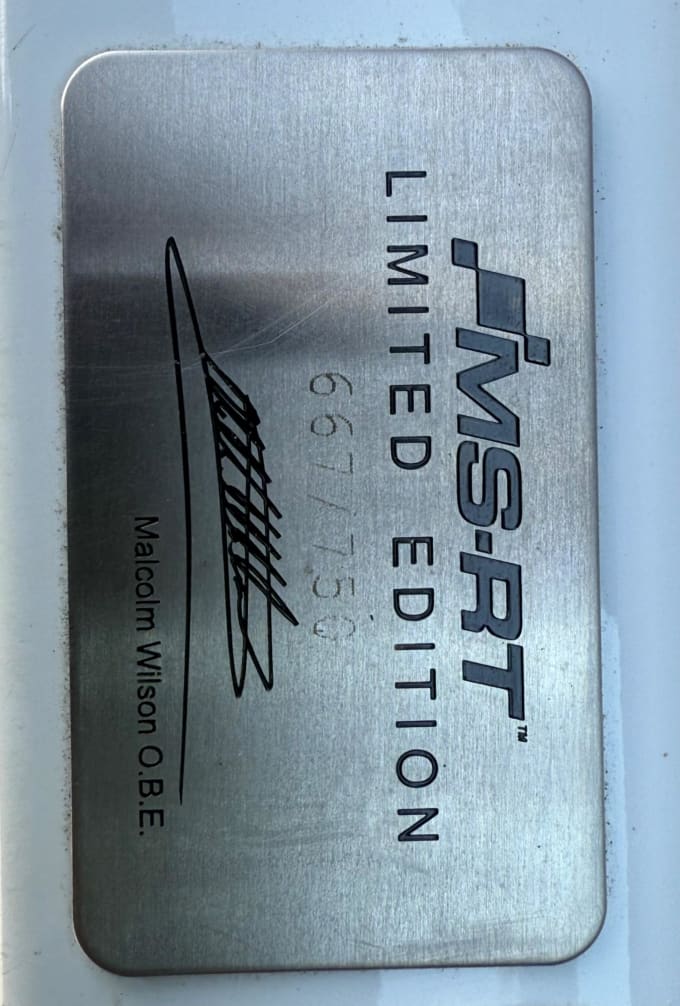 MS-RT™
LIMITED EDITION
667/750
Malcolm Wilson O.B.E.